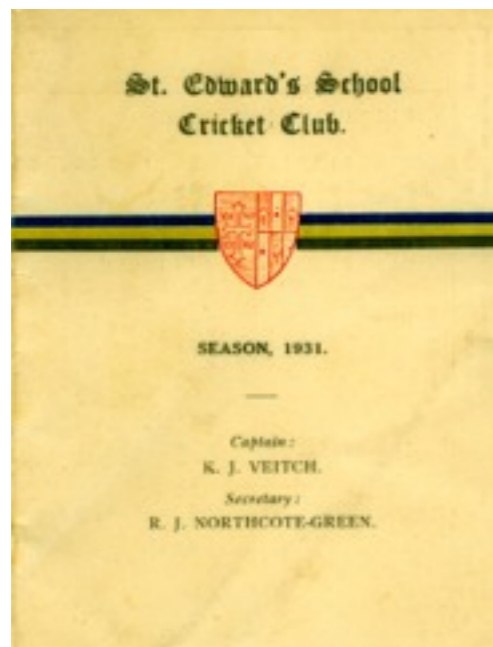 St. Edward's School
Cricket Club.
SEASON, 1931.
Captain:
K. J. VEITCH.
Secretary:
R. J. NORTHCOTE-GREEN.